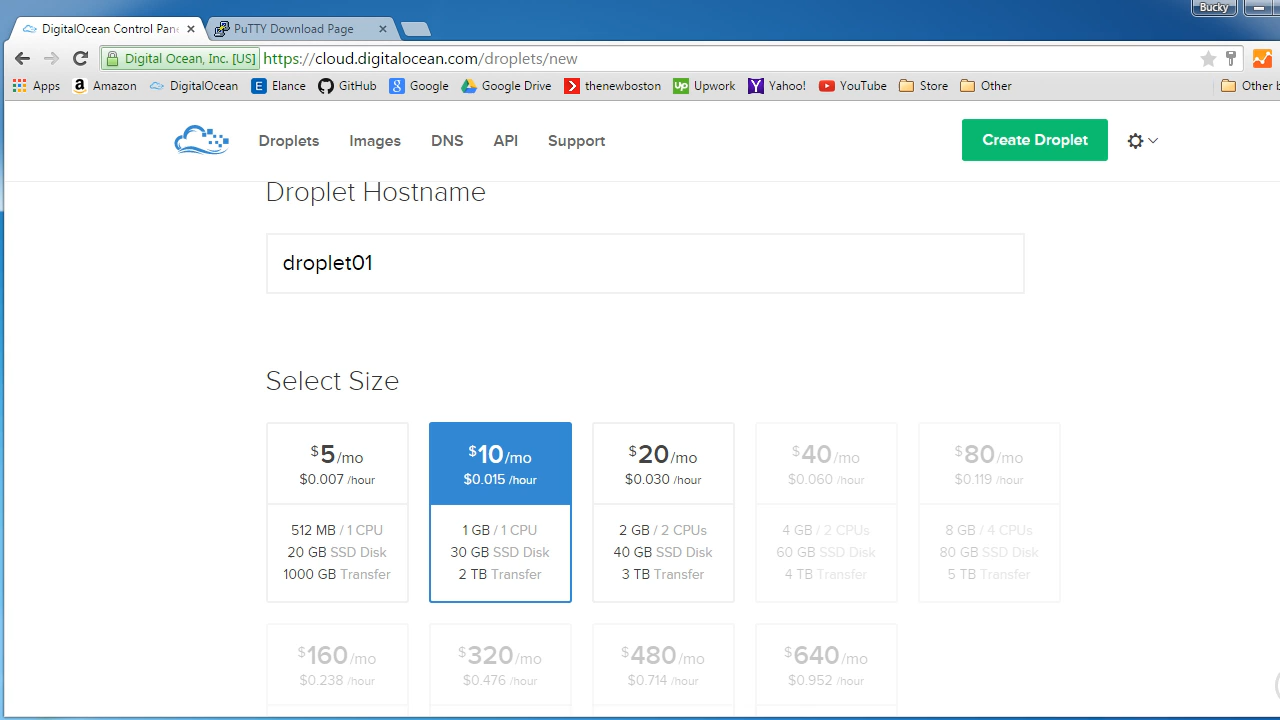 Bucky
DigitalOcean Control Pane
PuTTY Download Page
Digital Ocean, Inc. [US]
https://cloud.digitalocean.com/droplets/new
Apps
Amazon
DigitalOcean
Elance
GitHub
Google
Google Drive
thenewboston
Upwork
Yahoo!
YouTube
Store
Other
Other b
Droplets
Images
DNS
API
Support
Create Droplet
Droplet Hostname
droplet01
Select Size
$5/mo
$0.007 /hour
512 MB / 1 CPU
20 GB SSD Disk
1000 GB Transfer
$10/mo
$0.015 /hour
1 GB / 1 CPU
30 GB SSD Disk
2 TB Transfer
$20/mo
$0.030 /hour
2 GB / 2 CPUs
40 GB SSD Disk
3 TB Transfer
$40/mo
$0.060 /hour
4 GB / 2 CPUs
60 GB SSD Disk
4 TB Transfer
$80/mo
$0.119 /hour
8 GB / 4 CPUs
80 GB SSD Disk
5 TB Transfer
$160/mo
$0.238 /hour
$320/mo
$0.476 /hour
$480/mo
$0.714 /hour
$640/mo
$0.952 /hour